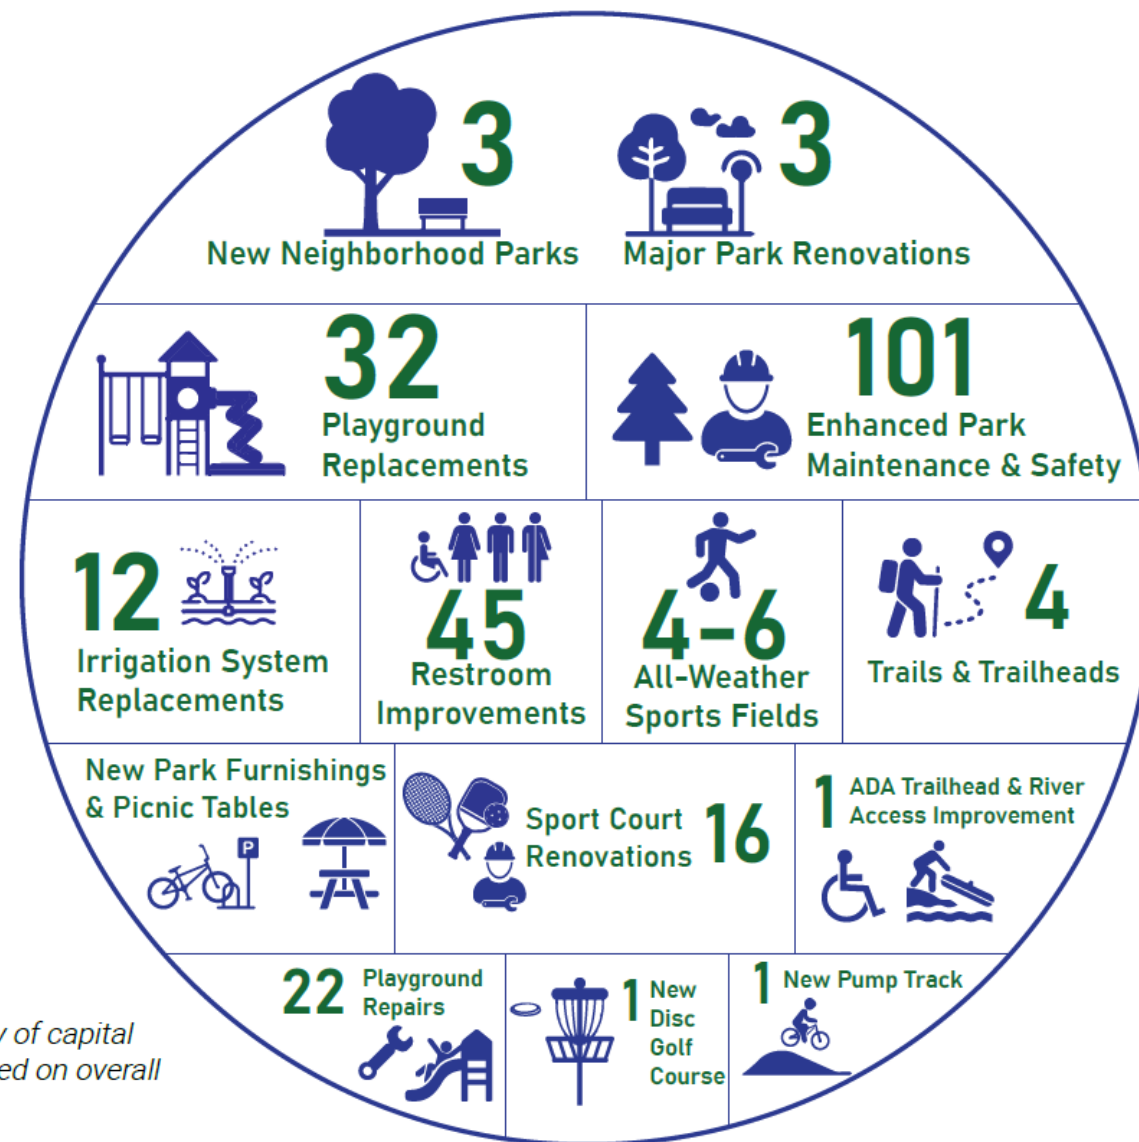 3
New Neighborhood Parks
3
Major Park Renovations
32
Playground
Replacements
101
Enhanced Park
Maintenance & Safety
12
Irrigation System
Replacements
45
Restroom
Improvements
4-6
All-Weather
Sports Fields
4
Trails & Trailheads
New Park Furnishings
& Picnic Tables
P
Sport Court
Renovations
16
1
ADA Trailhead & River
Access Improvement
22
Playground
Repairs
1
New
Disc
Golf
Course
1
New Pump Track
of capital
on overall